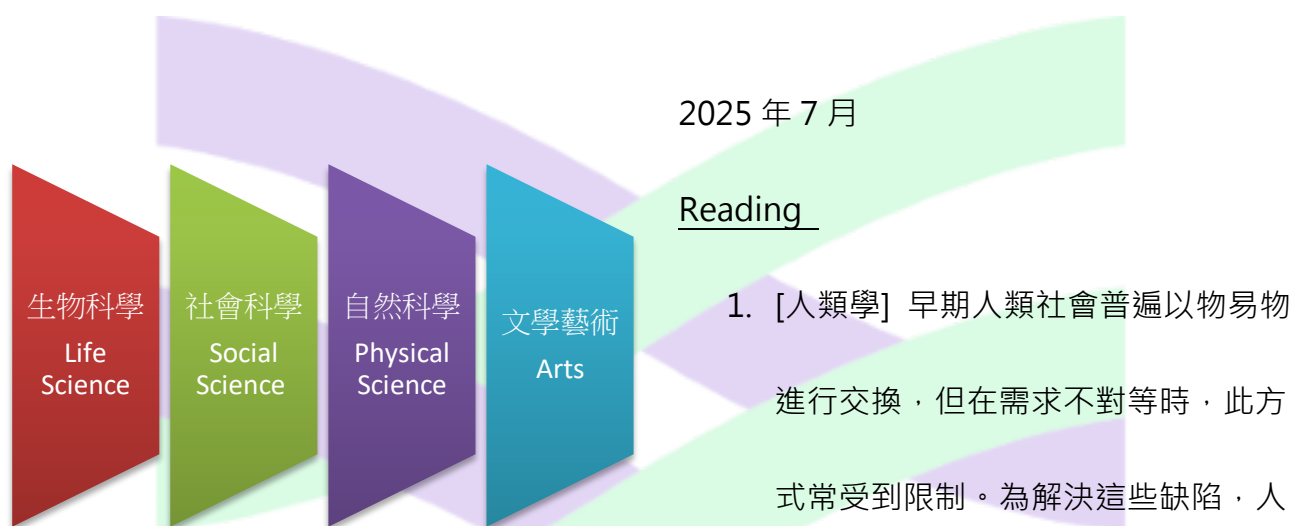 生物科學
Life
Science
社會科學
Social
Science
自然科學
Physical
Science
文學藝術
Arts
2025 年 7 月
Reading
1. [人類學] 早期人類社會普遍以物易物
進行交換，但在需求不對等時，此方
式常受到限制。為解決這些缺陷，人